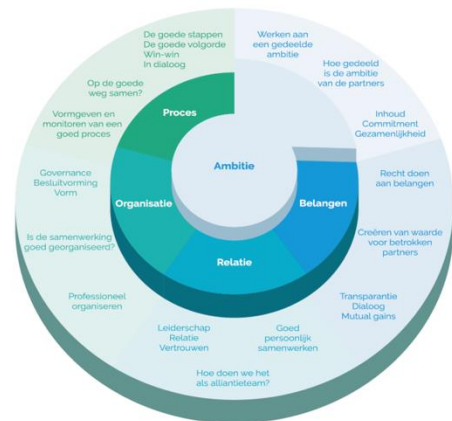 De goede stappen
De goede volgorde
Win-win
In dialoog
Op de goede
weg samen?
Vormgeven en
monitoren van een
goed proces
Werken aan
een gedeelde
ambitie
Hoe gedeeld
is de ambitie
van de partners
Inhoud
Commitment
Gezamenlijkheid
Proces
Ambitie
Organisatie
Belangen
Relatie
Governance
Besluitvorming
Vorm
Is de samenwerking
goed georganiseerd?
Professioneel
organiseren
Recht doen
aan belangen
Creëren van waarde
voor betrokken
partners
Transparantie
Dialoog
Mutual gains
Leiderschap
Relatie
Vertrouwen
Goed
persoonlijk
samenwerken
Hoe doen we het
als alliantieteam?